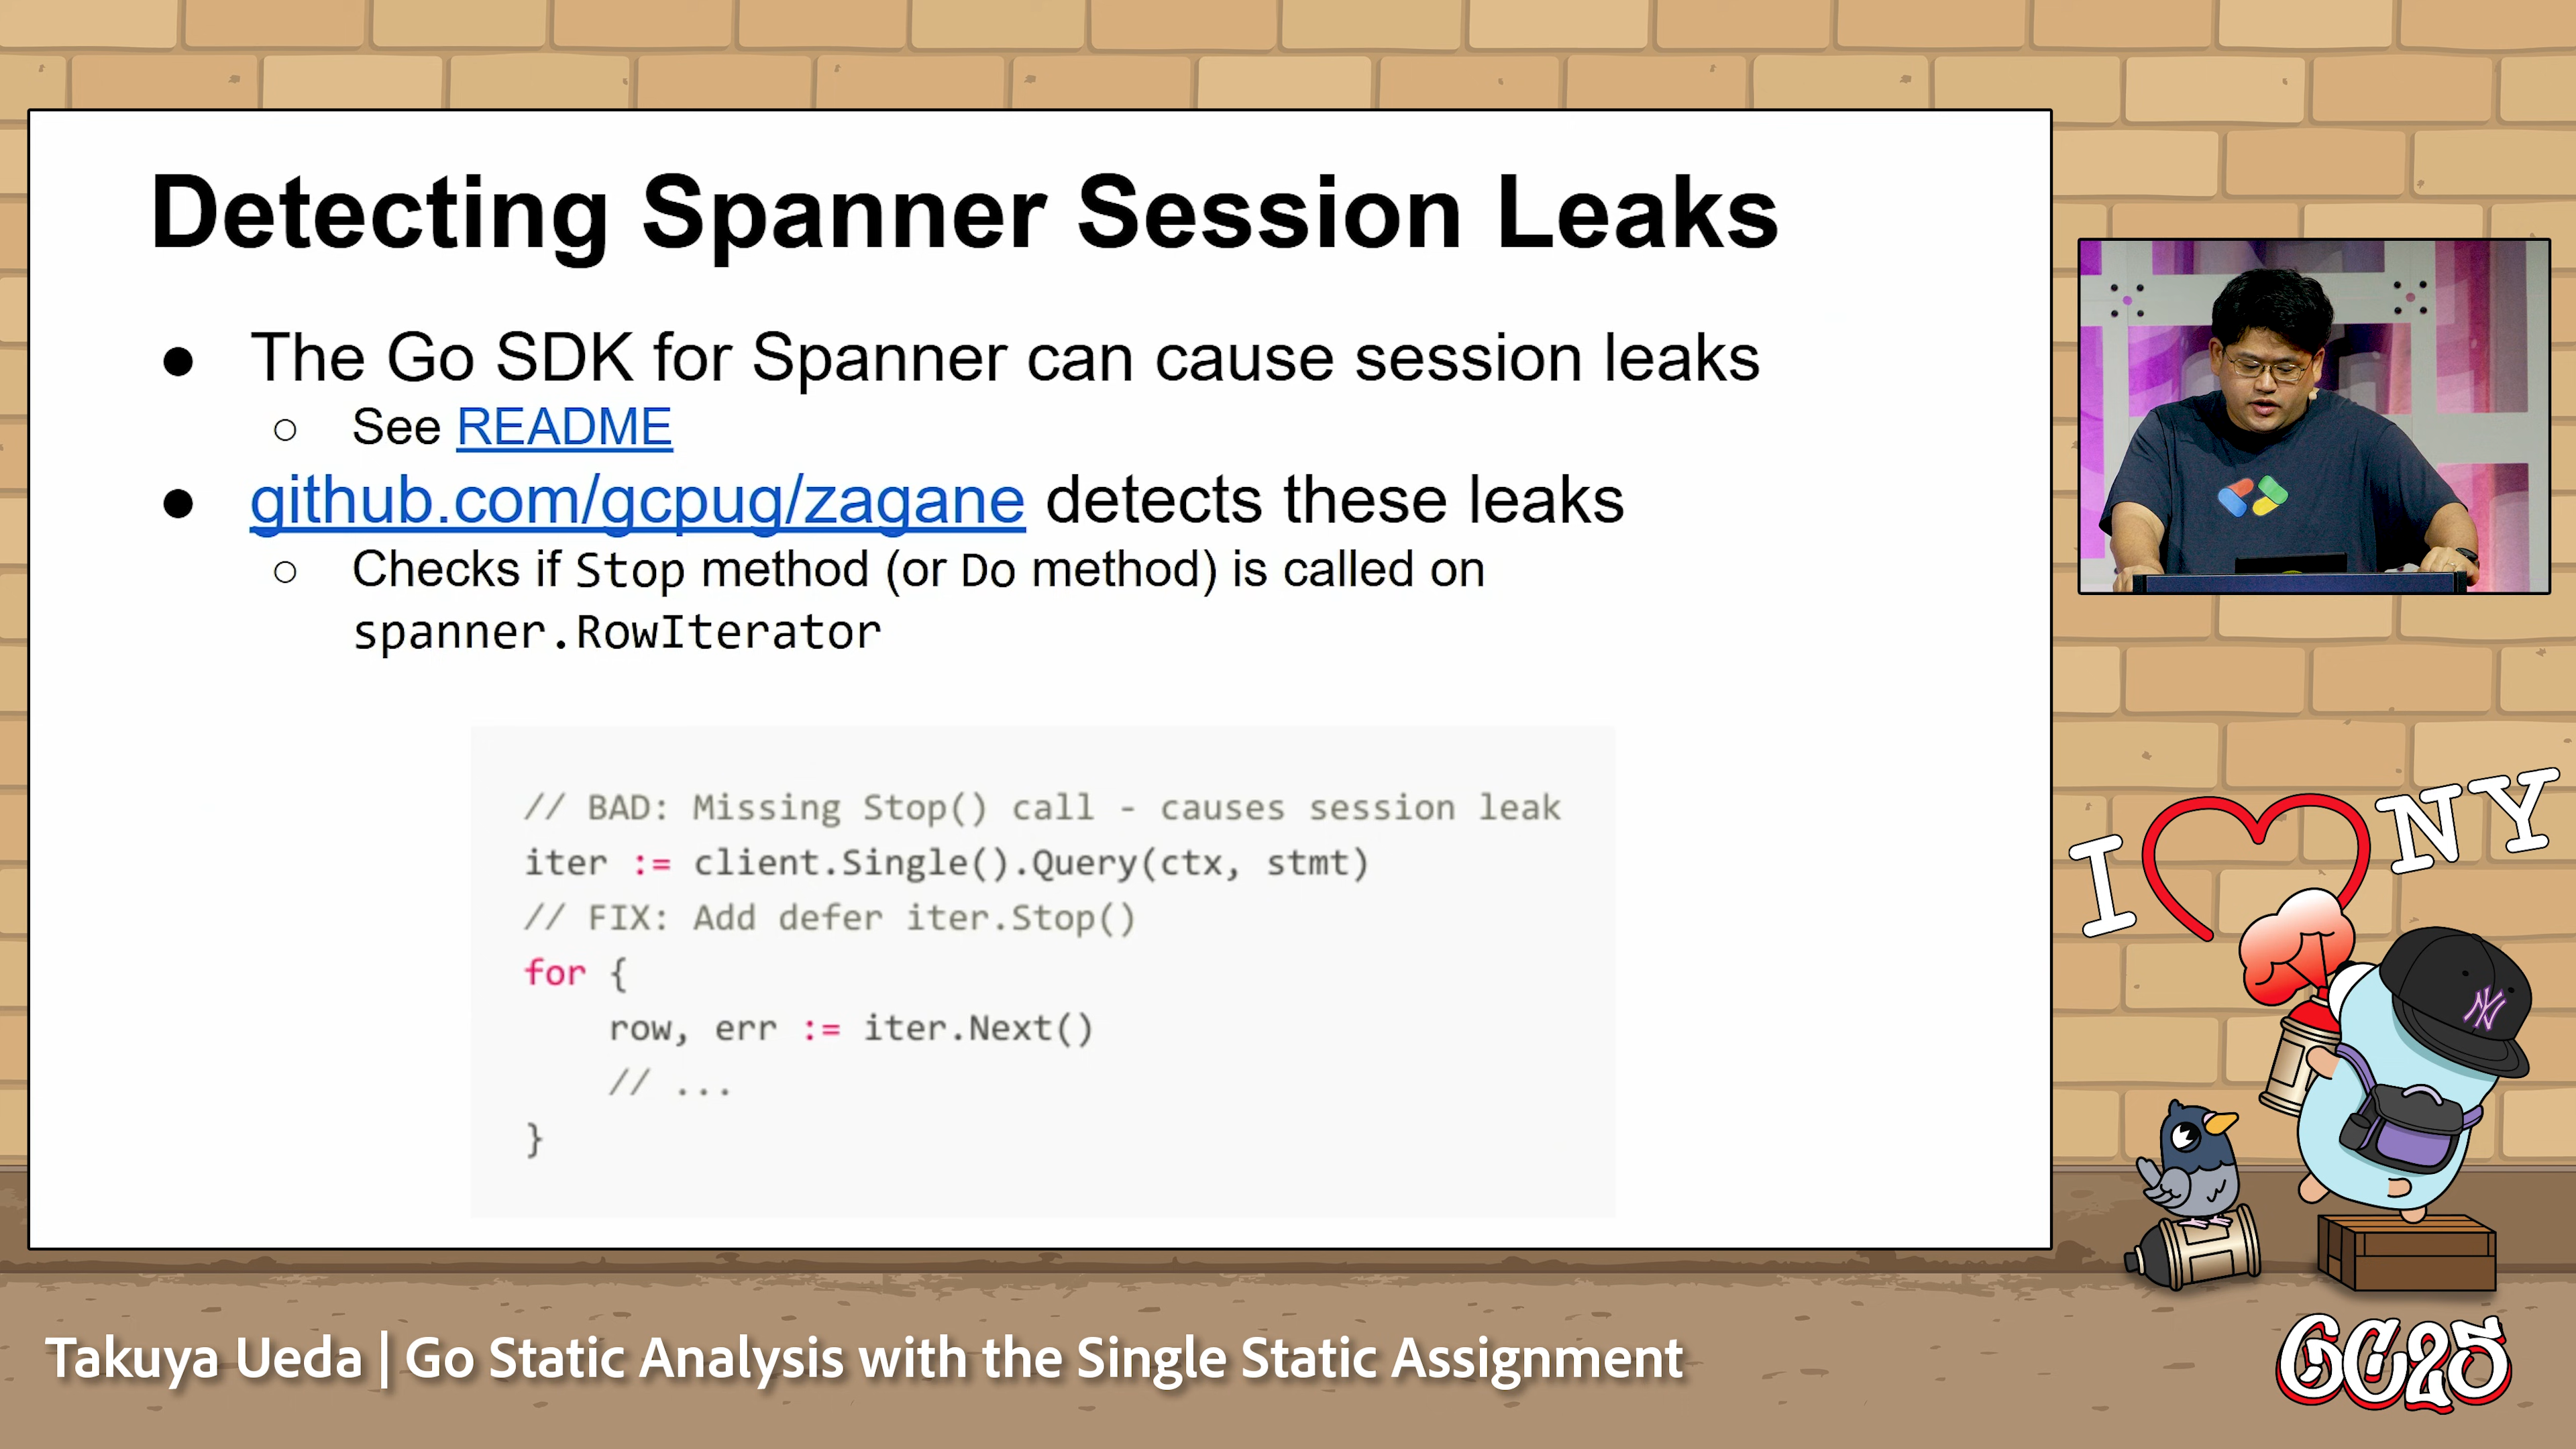 Detecting Spanner Session Leaks
● The Go SDK for Spanner can cause session leaks
○ See README
● github.com/gcpug/zagane detects these leaks
○ Checks if Stop method (or Do method) is called on
spanner.RowIterator
// BAD: Missing Stop() call - causes session leak
iter := client.Single().Query(ctx, stmt)
// FIX: Add defer iter.Stop()
for {
row, err := iter.Next()
// ...
}
I NY
NY
Takuya Ueda | Go Static Analysis with the Single Static Assignment
GC25